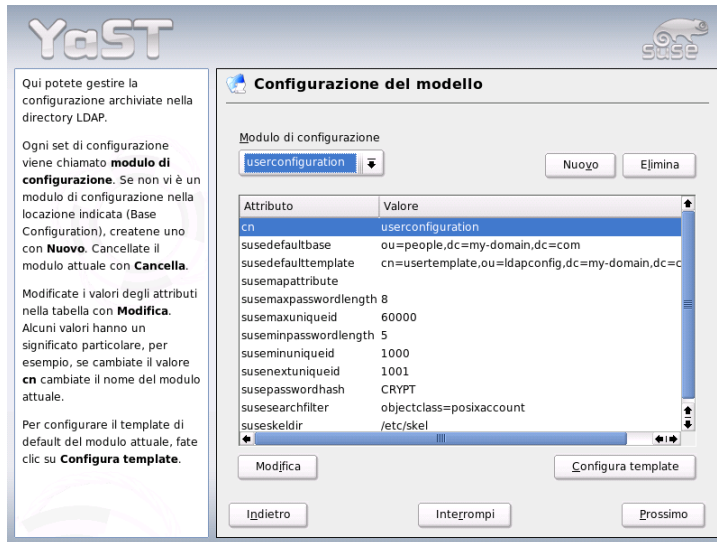 YaST
SUSE
Qui potete gestire la
configurazione archiviate nella
directory LDAP.
Ogni set di configurazione
viene chiamato modulo di
configurazione. Se non vi è un
modulo di configurazione nella
locazione indicata (Base
Configuration), createne uno
con Nuovo. Cancellate il
modulo attuale con Cancella.
Modificate i valori degli attributi
nella tabella con Modifica.
Alcuni valori hanno un
significato particolare, per
esempio, se cambiate il valore
cn cambiate il nome del modulo
attuale.
Per configurare il template di
default del modulo attuale, fate
clic su Configura template.
Configurazione del modello
Modulo di configurazione
userconfiguration
Nuovo Elimina
Attributo Valore
cn userconfiguration
susedefaultbase ou=people,dc=my-domain,dc=com
susedefaulttemplate cn=usertemplate,ou=ldapconfig,dc=my-domain,dc=c
susemapattribute
susemaxpasswordlength 8
susemaxuniqueid 60000
suseminpasswordlength 5
suseminuniqueid 1000
susenextuniqueid 1001
susepasswordhash CRYPT
susesearchfilter objectclass=posixaccount
suseskeldir /etc/skel
Modifica Configura template
Indietro Interrompi Prossimo